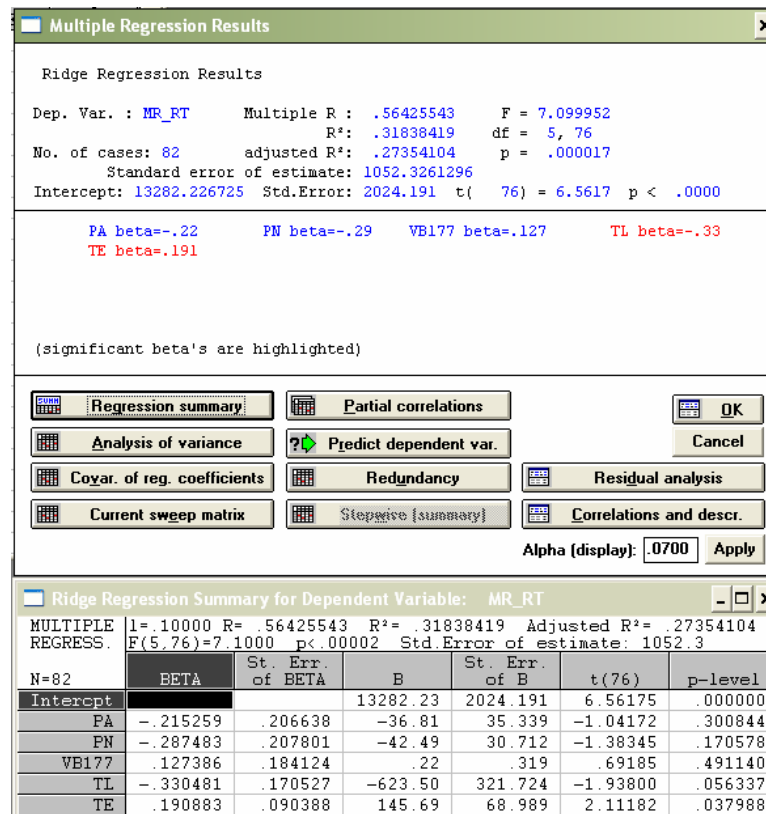 Multiple Regression Results
Ridge Regression Results
Dep. Var. : MR_RT Multiple R : .56425543 F = 7.099952
R²: .31838419 df = 5, 76
No. of cases: 82 adjusted R²: .27354104 p = .000017
Standard error of estimate: 1052.3261296
Intercept: 13282.226725 Std.Error: 2024.191 t( 76) = 6.5617 p < .0000
PA beta=-.22 PN beta=-.29 VB177 beta=.127 TL beta=-.33
TE beta=.191
(significant beta's are highlighted)
Regression summary Partial correlations OK
Analysis of variance Predict dependent var. Cancel
Covar. of reg. coefficients Redundancy Residual analysis
Current sweep matrix Stepwise (summary) Correlations and descr.
Alpha (display): .0700 Apply
Ridge Regression Summary for Dependent Variable: MR_RT
MULTIPLE l=.10000 R= .56425543 R²= .31838419 Adjusted R²= .27354104
REGRESS. F(5,76)=7.1000 p<.00002 Std.Error of estimate: 1052.3
St. Err. St. Err.
N=82 BETA of BETA B of B t(76) p-level
Intercpt 13282.23 2024.191 6.56175 .000000
PA -.215259 .206638 -36.81 35.339 -1.04172 .300844
PN -.287483 .207801 -42.49 30.712 -1.38345 .170578
VB177 .127386 .184124 .22 .319 .69185 .491140
TL -.330481 .170527 -623.50 321.724 -1.93800 .056337
TE .190883 .090388 145.69 68.989 2.11182 .037988